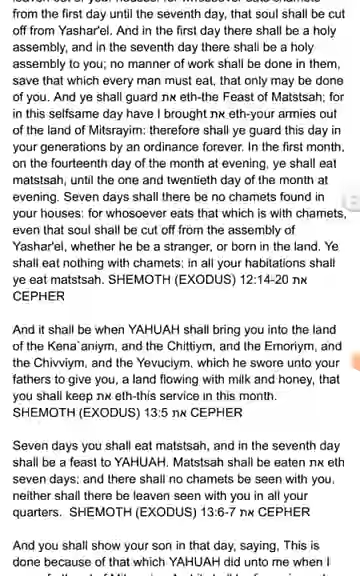 from the first day until the seventh day, that soul shall be cut
off from Yashar'el. And in the first day there shall be a holy
assembly, and in the seventh day there shall be a holy
assembly to you; no manner of work shall be done in them,
save that which every man must eat, that only may be done
of you. And ye shall guard את eth-the Feast of Matstsah; for
in this selfsame day have I brought את eth-your armies out
of the land of Mitsrayim: therefore shall ye guard this day in
your generations by an ordinance forever. In the first month,
on the fourteenth day of the month at evening, ye shall eat
matstsah, until the one and twentieth day of the month at
evening. Seven days shall there be no chamets found in
your houses: for whosoever eats that which is with chamets,
even that soul shall be cut off from the assembly of
Yashar'el, whether he be a stranger, or born in the land. Ye
shall eat nothing with chamets; in all your habitations shall
ye eat matstsah. SHEMOTH (EXODUS) 12:14-20 את
CEPHER
And it shall be when YAHUAH shall bring you into the land
of the Kena`aniym, and the Chittiym, and the Emoriym, and
the Chivviym, and the Yevuciym, which he swore unto your
fathers to give you, a land flowing with milk and honey, that
you shall keep את eth-this service in this month.
SHEMOTH (EXODUS) 13:5 את CEPHER
Seven days you shall eat matstsah, and in the seventh day
shall be a feast to YAHUAH. Matstsah shall be eaten את eth
seven days; and there shall no chamets be seen with you,
neither shall there be leaven seen with you in all your
quarters. SHEMOTH (EXODUS) 13:6-7 את CEPHER
And you shall show your son in that day, saying, This is
done because of that which YAHUAH did unto me when I